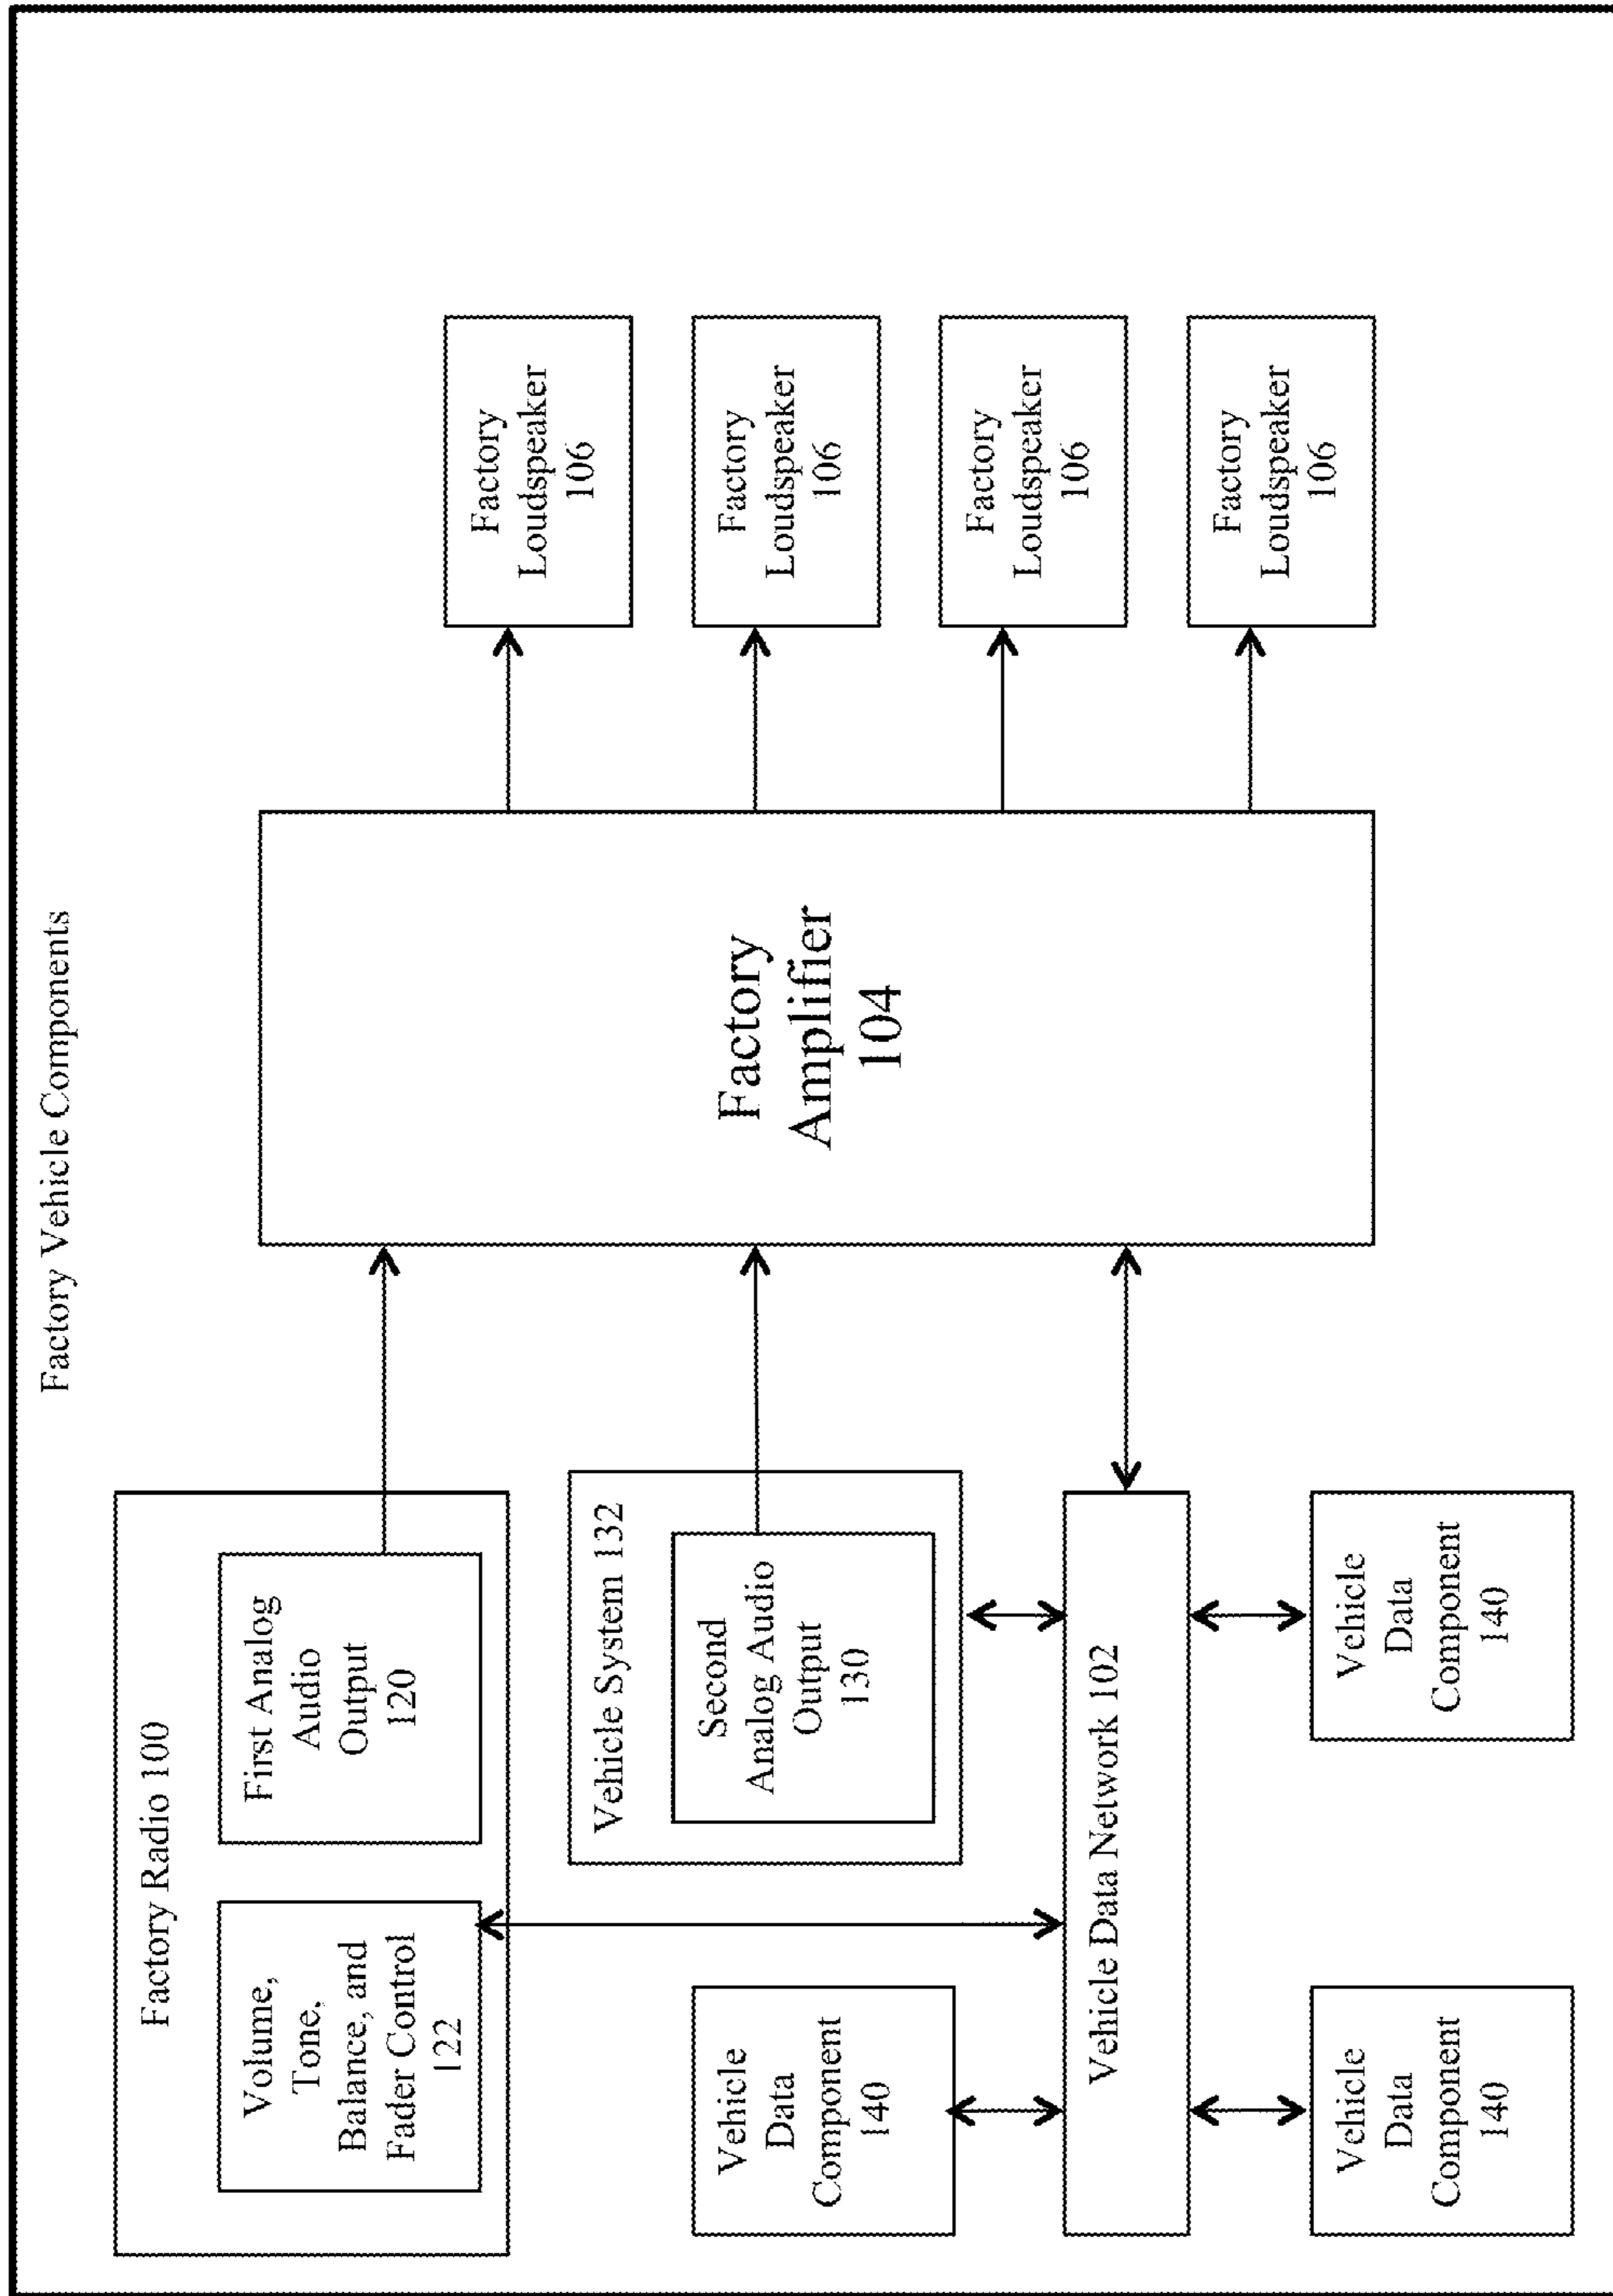 Factory Vehicle Components
Factory Radio 100
Volume,
Tone,
Balance, and
Fader Control
122
First Analog
Audio
Output
120
Vehicle System 132
Second
Analog Audio
Output
130
Vehicle
Data
Component
140
Vehicle Data Network 102
Vehicle
Data
Component
140
Vehicle
Data
Component
140
Factory
Amplifier
104
Factory
Loudspeaker
106
Factory
Loudspeaker
106
Factory
Loudspeaker
106
Factory
Loudspeaker
106